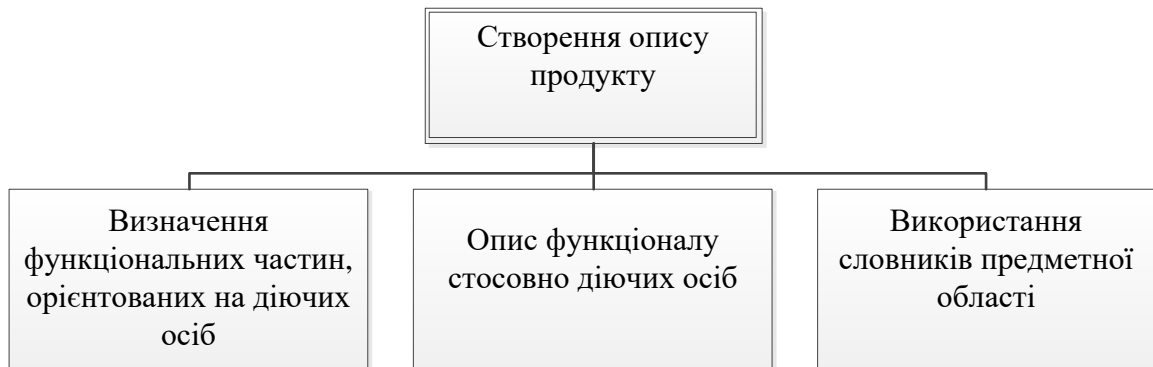 Створення опису
продукту
Визначення
функціональних частин,
орієнтованих на діючих
осіб
Опис функціоналу
стосовно діючих осіб
Використання
словників предметної
області